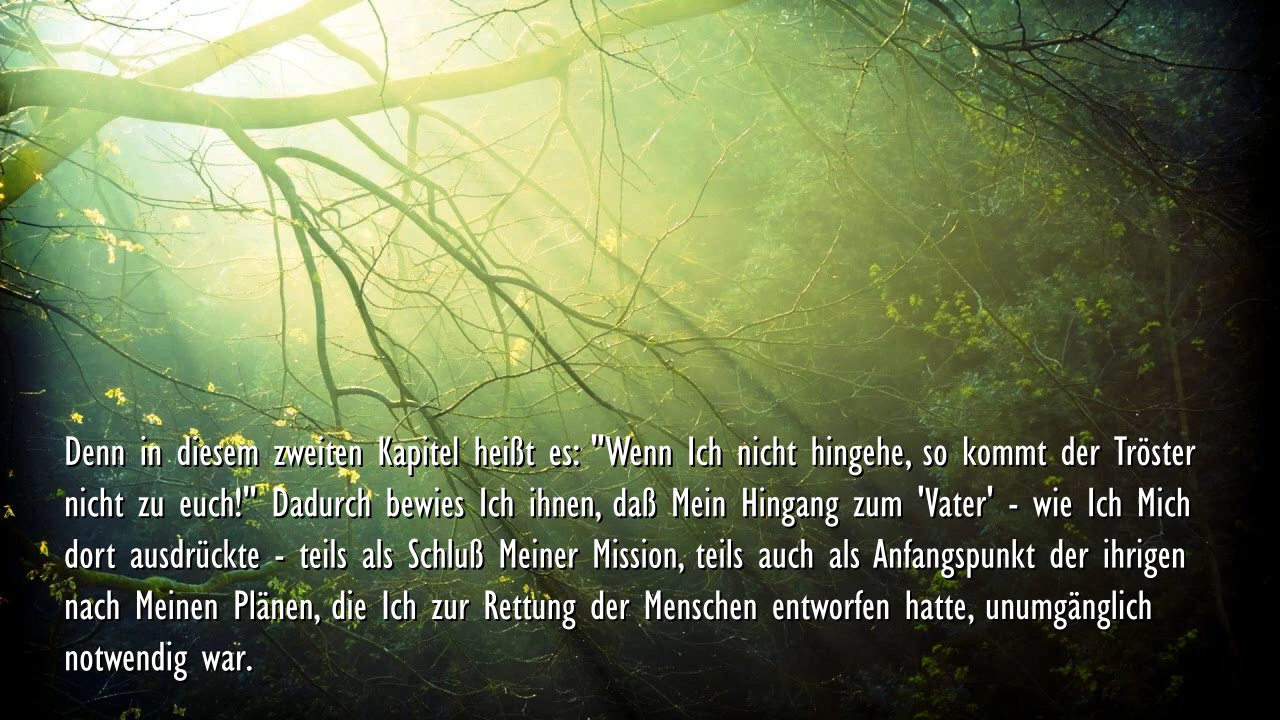 Denn in diesem zweiten Kapitel heißt es: "Wenn Ich nicht hingehe, so kommt der Tröster
nicht zu euch!" Dadurch bewies Ich ihnen, daß Mein Hingang zum 'Vater' - wie Ich Mich
dort ausdrückte - teils als Schluß Meiner Mission, teils auch als Anfangspunkt der ihrigen
nach Meinen Plänen, die Ich zur Rettung der Menschen entworfen hatte, unumgänglich
notwendig war.